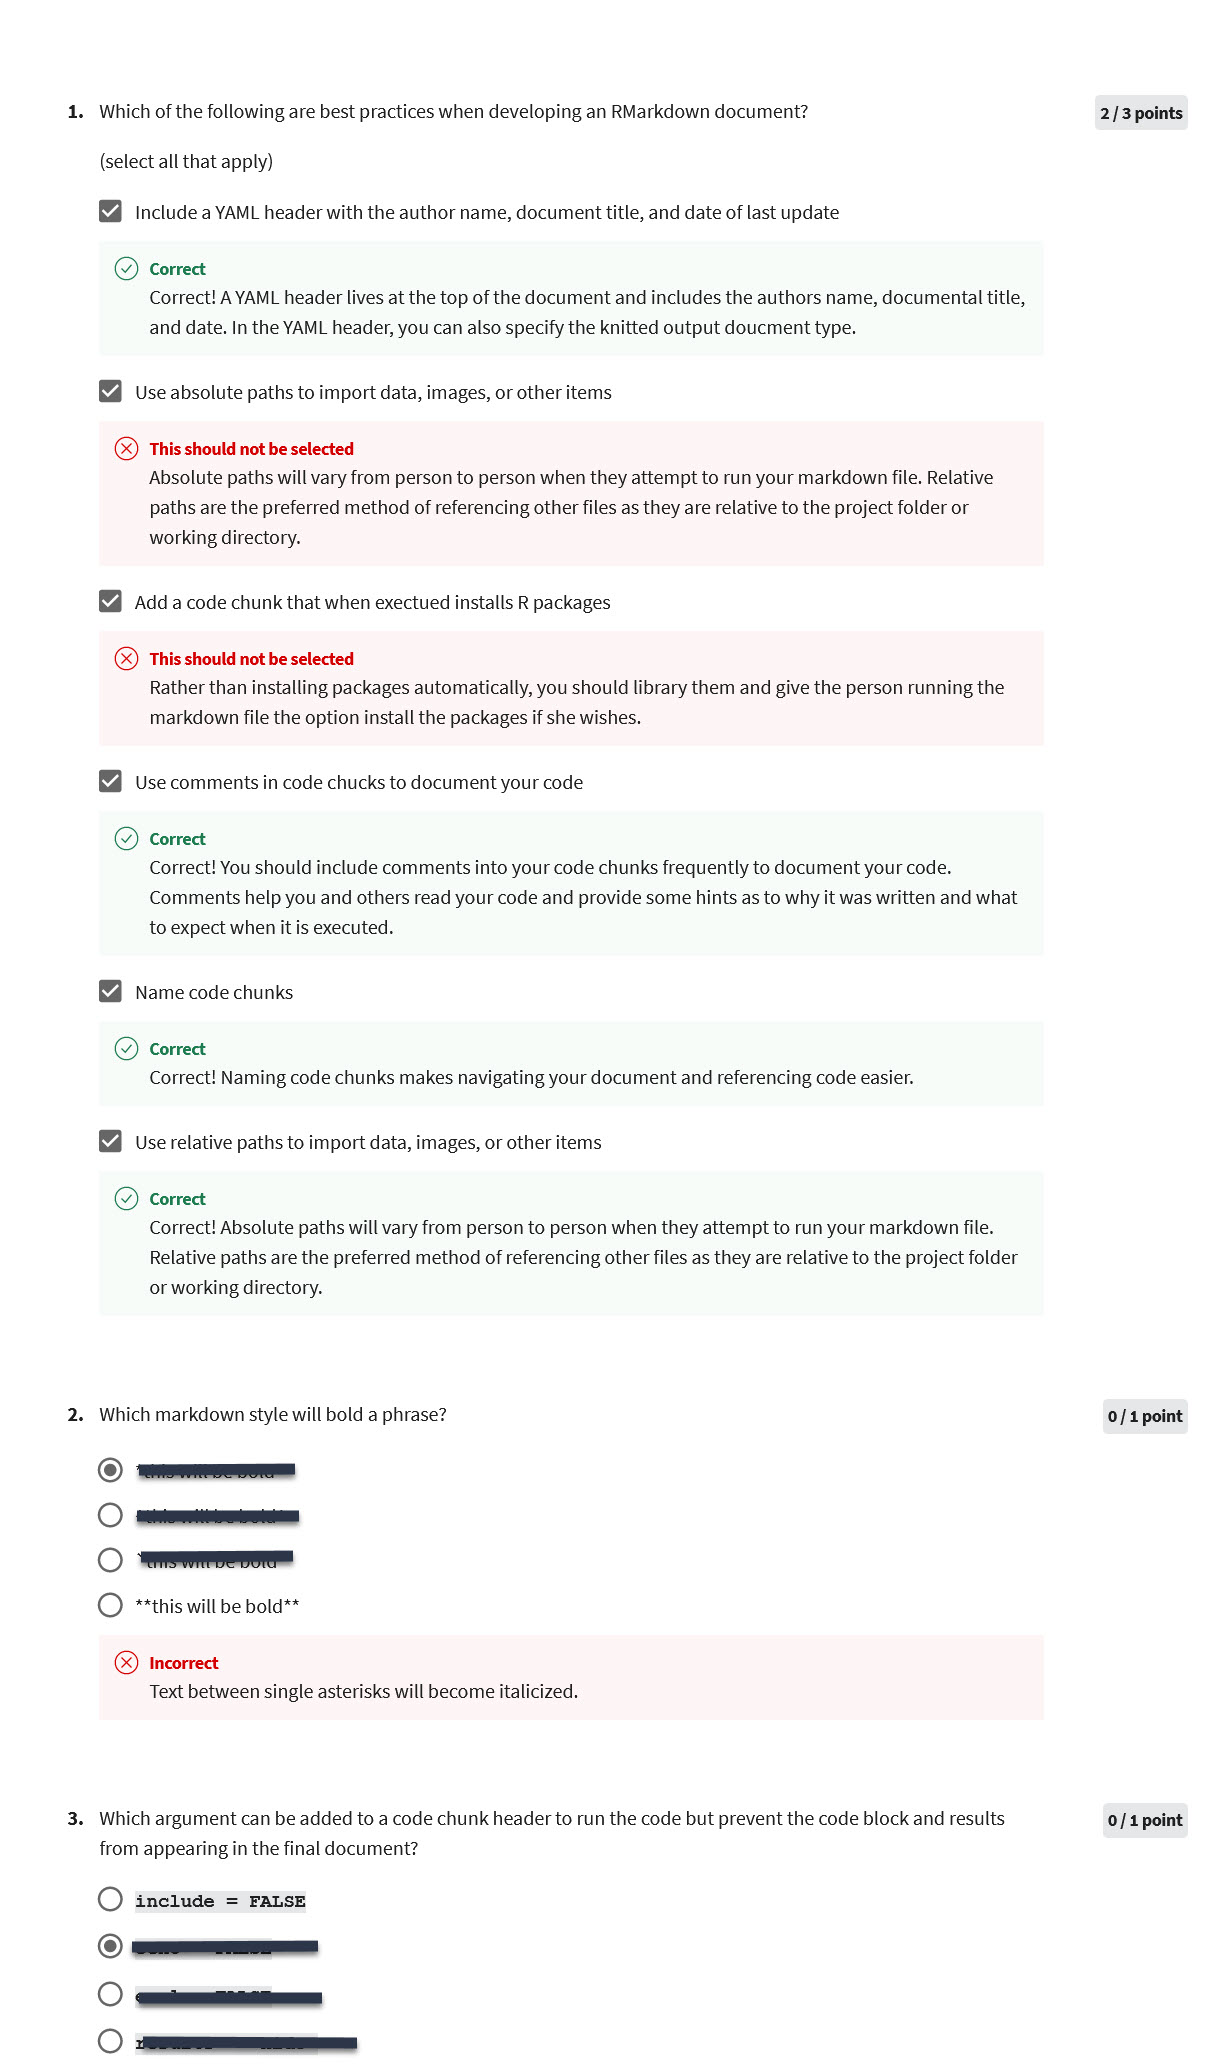 1. Which of the following are best practices when developing an RMarkdown document?
2 / 3 points
(select all that apply)
Include a YAML header with the author name, document title, and date of last update
Correct
Correct! A YAML header lives at the top of the document and includes the authors name, documental title,
and date. In the YAML header, you can also specify the knitted output doucment type.
Use absolute paths to import data, images, or other items
This should not be selected
Absolute paths will vary from person to person when they attempt to run your markdown file. Relative
paths are the preferred method of referencing other files as they are relative to the project folder or
working directory.
Add a code chunk that when exectued installs R packages
This should not be selected
Rather than installing packages automatically, you should library them and give the person running the
markdown file the option install the packages if she wishes.
Use comments in code chucks to document your code
Correct
Correct! You should include comments into your code chunks frequently to document your code.
Comments help you and others read your code and provide some hints as to why it was written and what
to expect when it is executed.
Name code chunks
Correct
Correct! Naming code chunks makes navigating your document and referencing code easier.
Use relative paths to import data, images, or other items
Correct
Correct! Absolute paths will vary from person to person when they attempt to run your markdown file.
Relative paths are the preferred method of referencing other files as they are relative to the project folder
or working directory.
2. Which markdown style will bold a phrase?
0 / 1 point
**this will be bold**
Incorrect
Text between single asterisks will become italicized.
3. Which argument can be added to a code chunk header to run the code but prevent the code block and results
0 / 1 point
from appearing in the final document?
include = FALSE